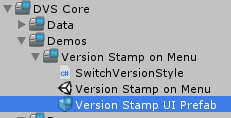 DVS Core
Data
Demos
Version Stamp on Menu
SwitchVersionStyle
Version Stamp on Menu
Version Stamp UI Prefab